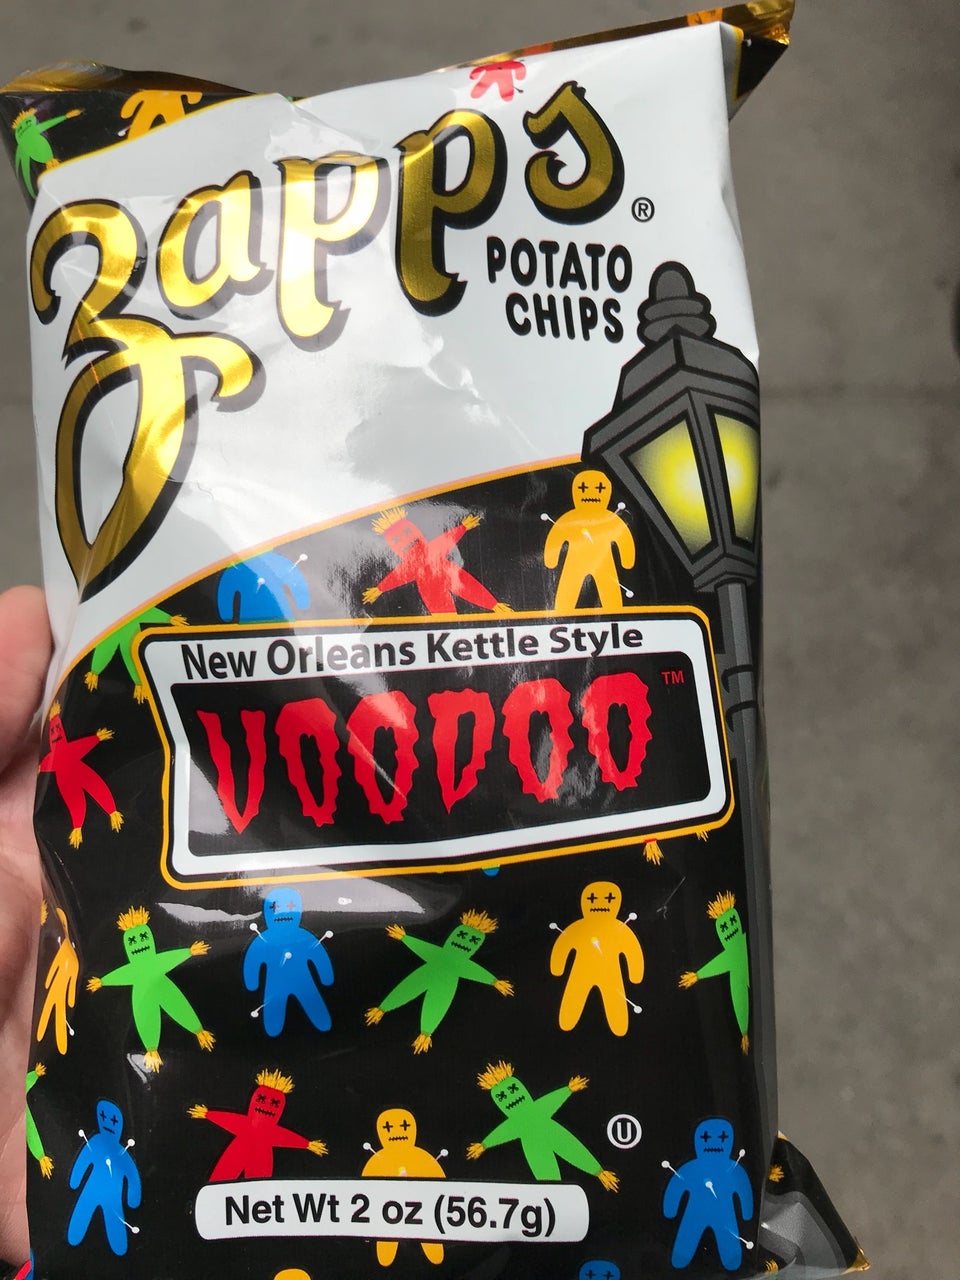 Zapp's®
POTATO
CHIPS
New Orleans Kettle Style
VOODOO™
U
Net Wt 2 oz (56.7g)